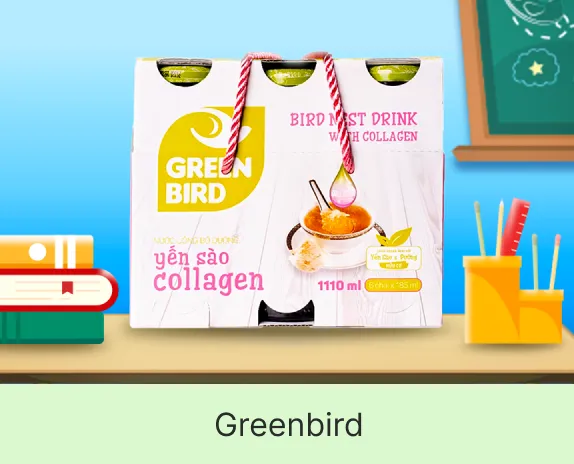 GREEN
BIRD
BIRD NEST DRINK
WITH COLLAGEN
yến sào
collagen
1110 ml
Greenbird